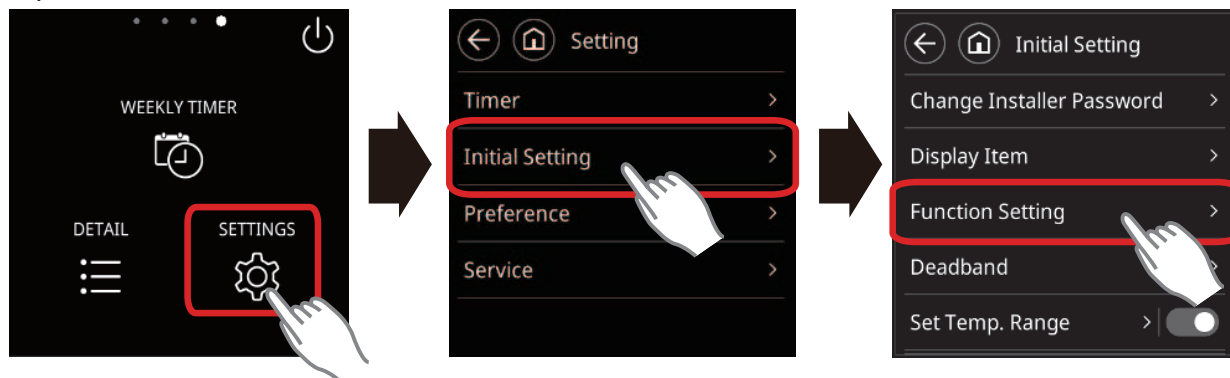 WEEKLY TIMER
DETAIL
SETTINGS
Setting
Timer
Initial Setting
Preference
Service
Initial Setting
Change Installer Password
Display Item
Function Setting
Deadband
Set Temp. Range